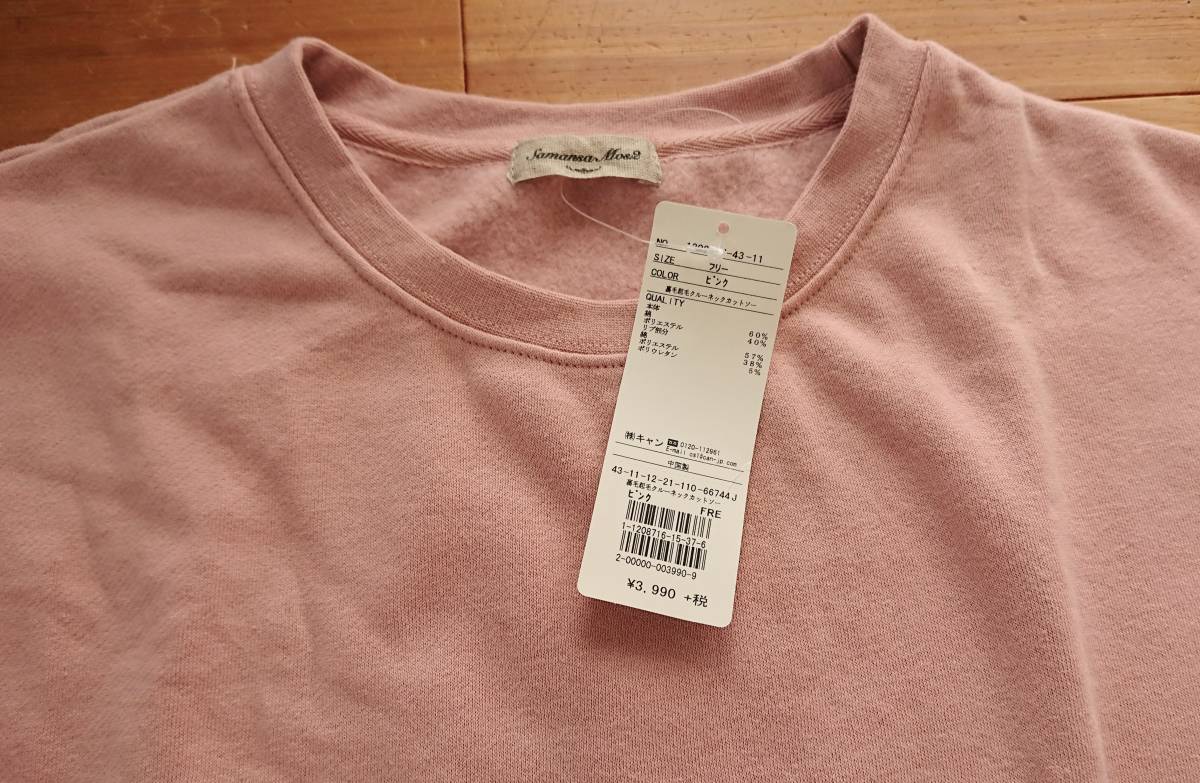 Samansa Mos2
NO. -43-11
SIZE フリー
COLOR ピンク
裏毛起毛クルーネックカットソー
QUALITY
本体
綿 60%
ポリエステル 40%
リブ部分
綿 57%
ポリエステル 38%
ポリウレタン 5%
㈱キャン 0120-112961
E-mail cs1@can-jp.com
中国製
43-11-12-21-110-66744J
裏毛起毛クルーネックカットソー
ピンク FRE
1-1208716-15-37-6
2-00000-003990-9
¥3,990 +税